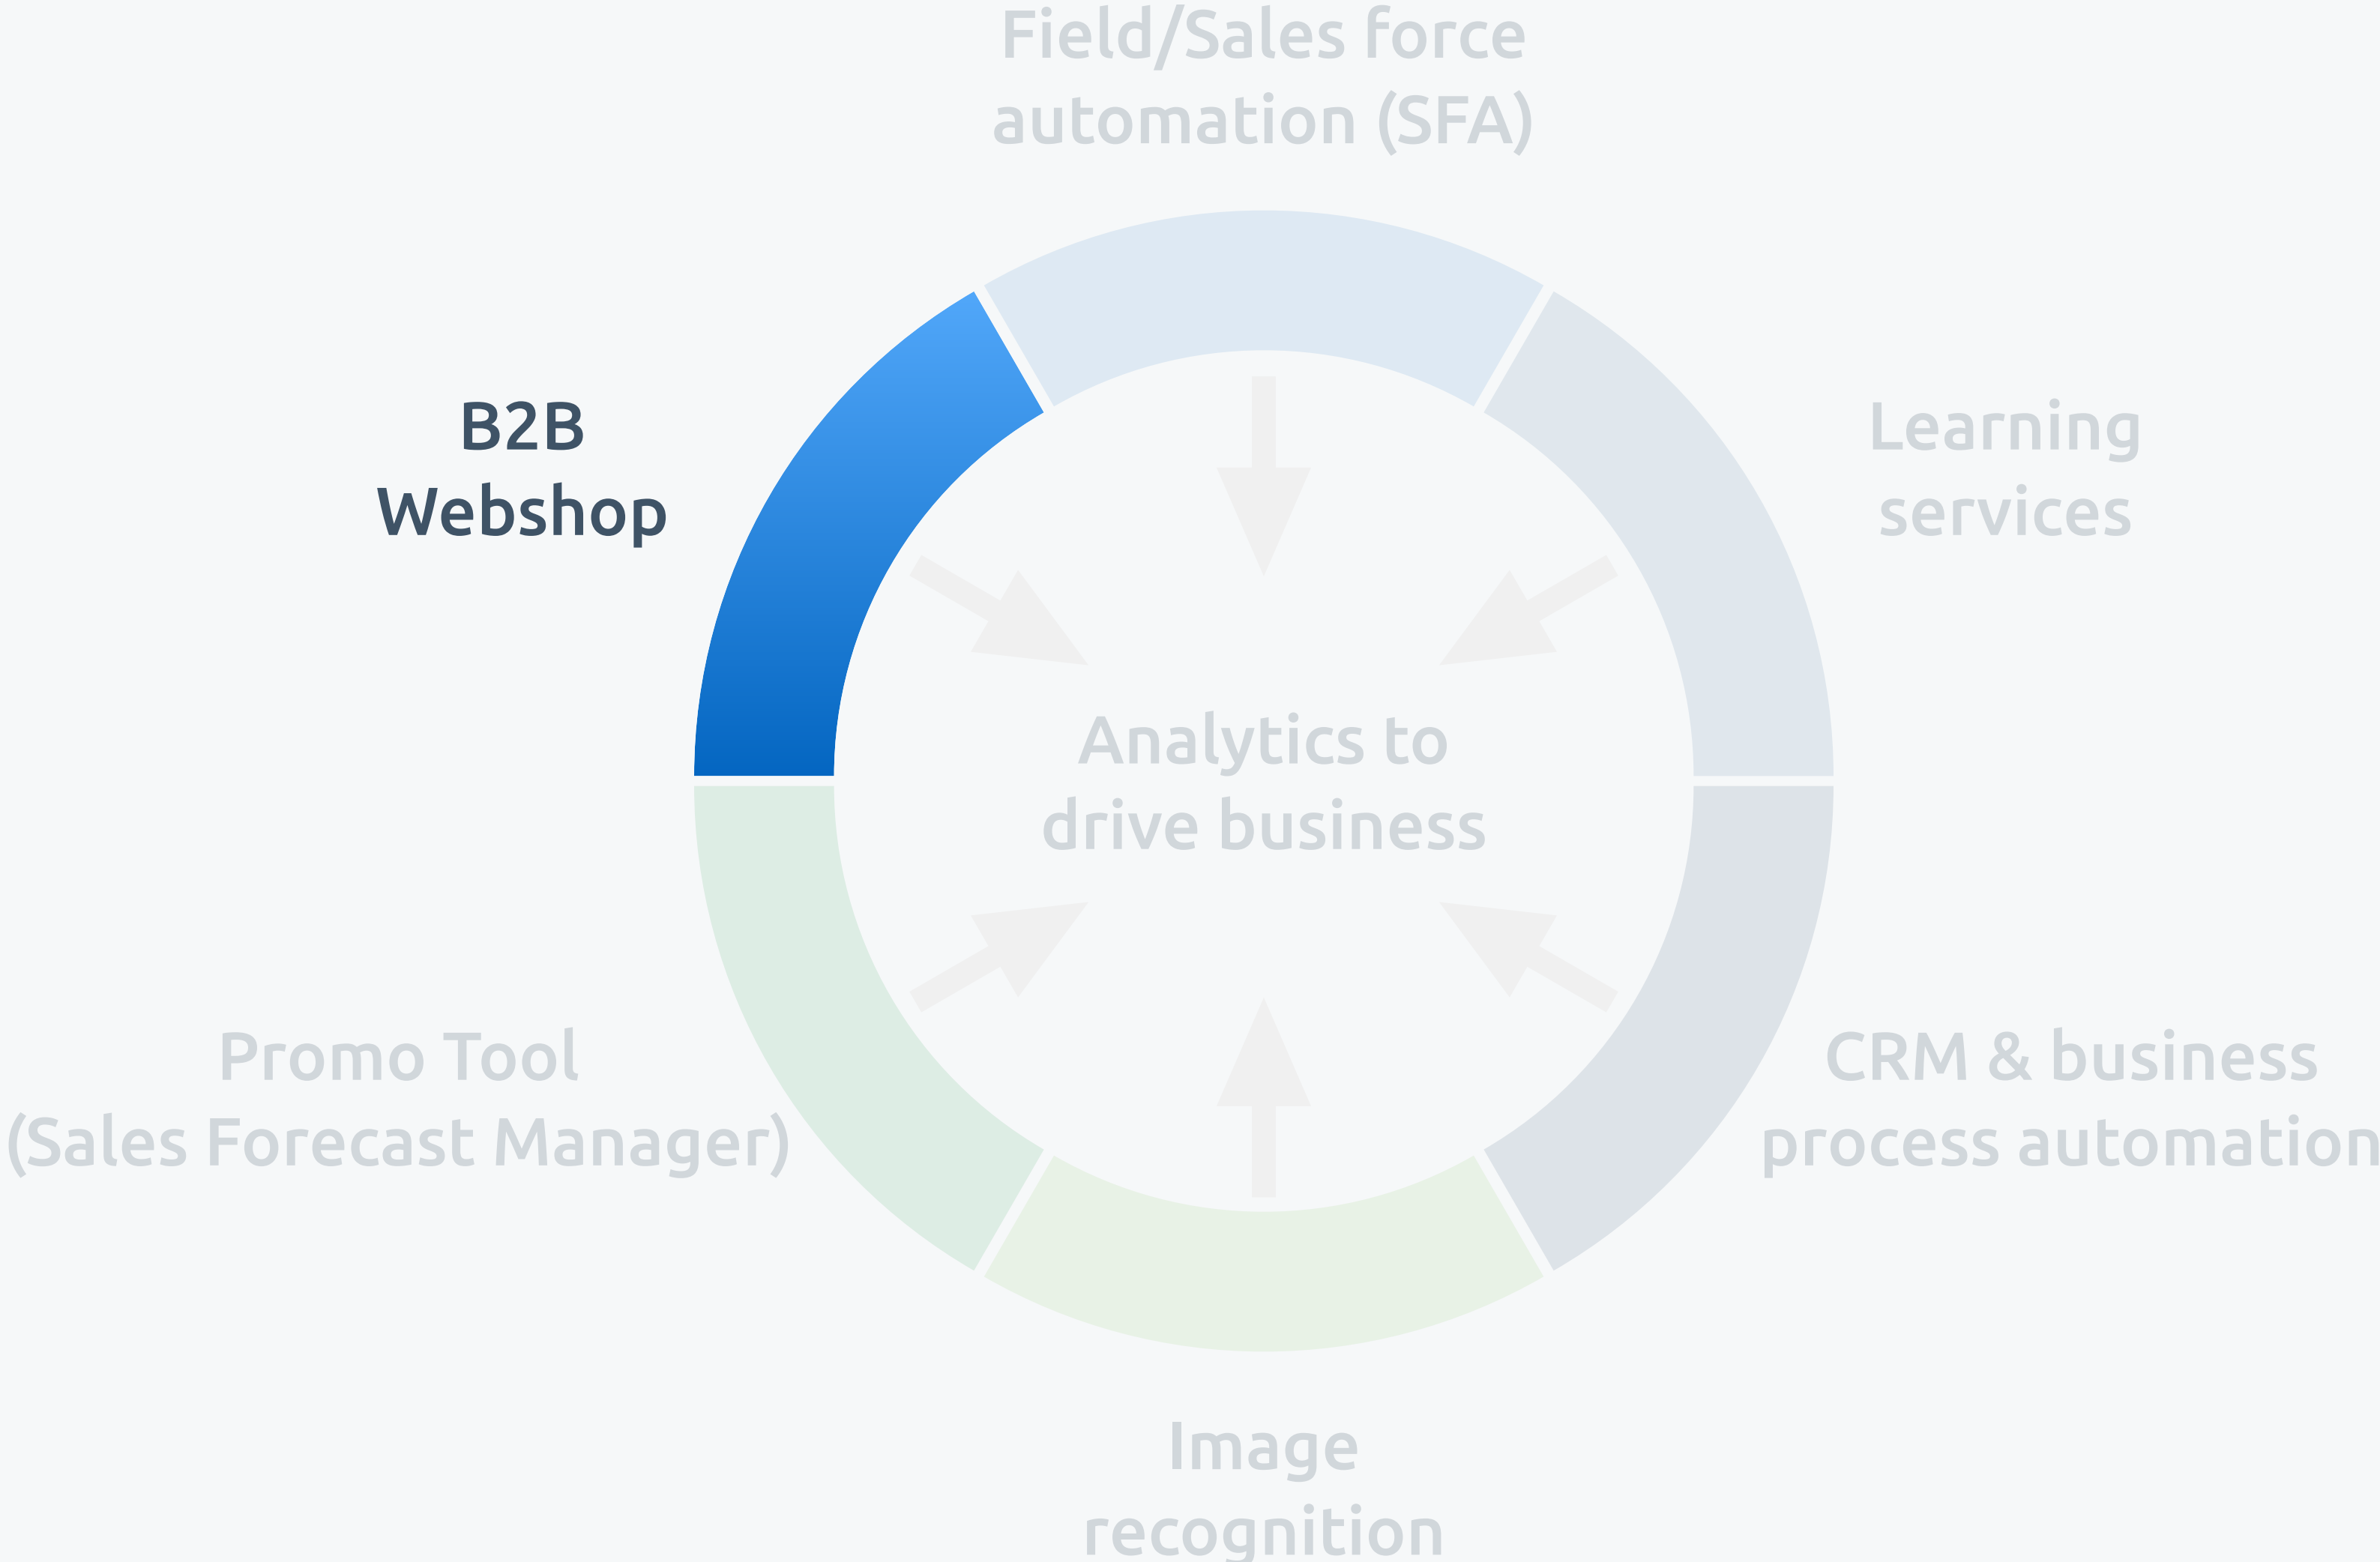 Field/Sales force
automation (SFA)
B2B
Webshop
Learning
services
Analytics to
drive business
Promo Tool
(Sales Forecast Manager)
CRM & business
process automation
Image
recognition